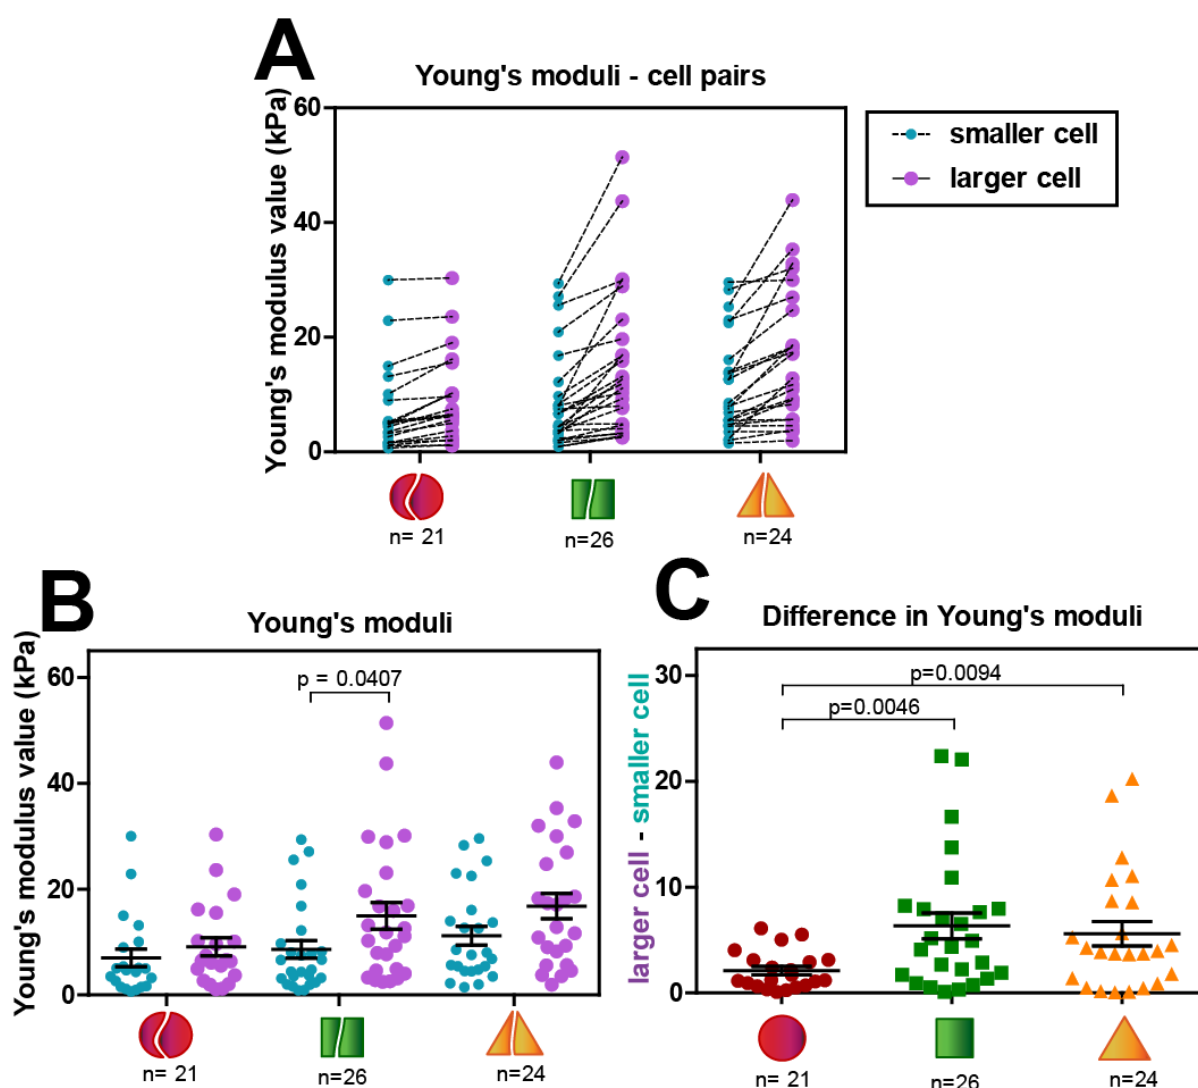 A
Young's moduli - cell pairs
Young's modulus value (kPa)
60
40
20
0
smaller cell
larger cell
n= 21
n=26
n=24
B
Young's moduli
Young's modulus value (kPa)
60
40
20
0
p = 0.0407
n= 21
n=26
n=24
C
Difference in Young's moduli
larger cell - smaller cell
30
20
10
0
p=0.0094
p=0.0046
n= 21
n=26
n=24